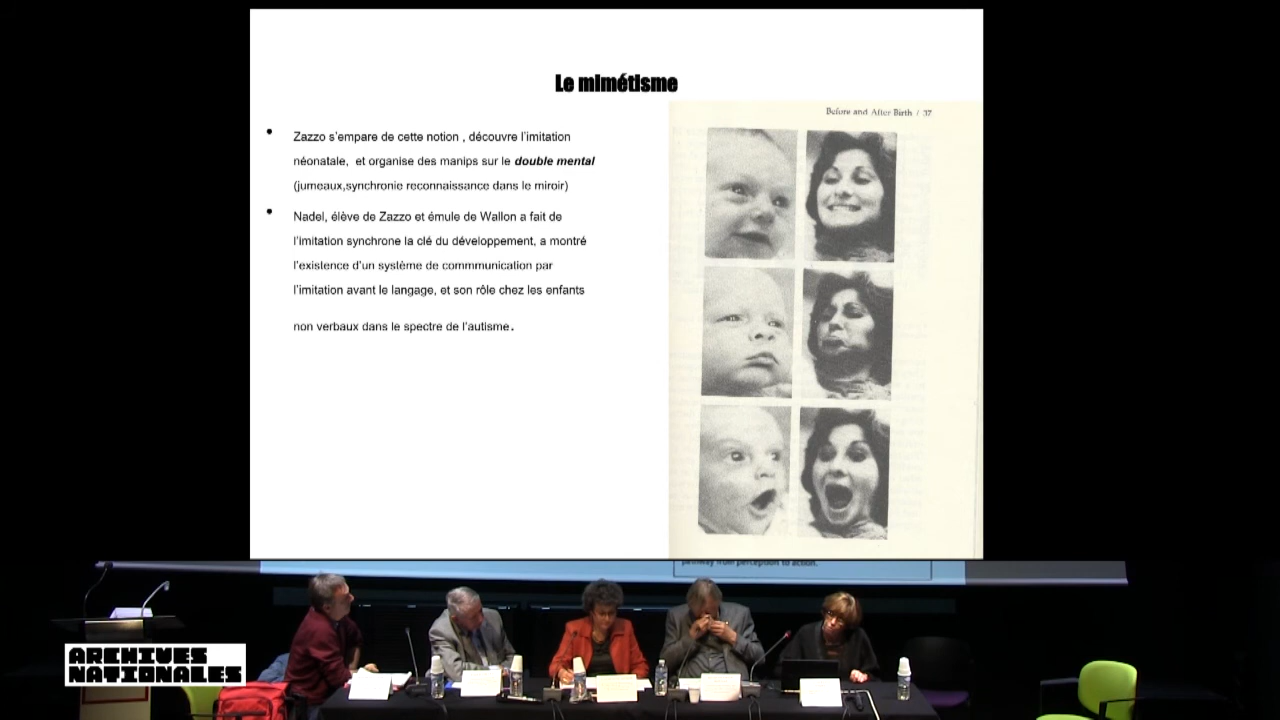 Le mimétisme
Before and After Birth / 37
• Zazzo s'empare de cette notion , découvre l'imitation
néonatale, et organise des manips sur le double mental
(jumeaux,synchronie reconnaissance dans le miroir)
• Nadel, élève de Zazzo et émule de Wallon a fait de
l'imitation synchrone la clé du développement, a montré
l'existence d'un système de commmunication par
l'imitation avant le langage, et son rôle chez les enfants
non verbaux dans le spectre de l'autisme.
pathway from perception to action.
ARCHIVES
NATIONALES